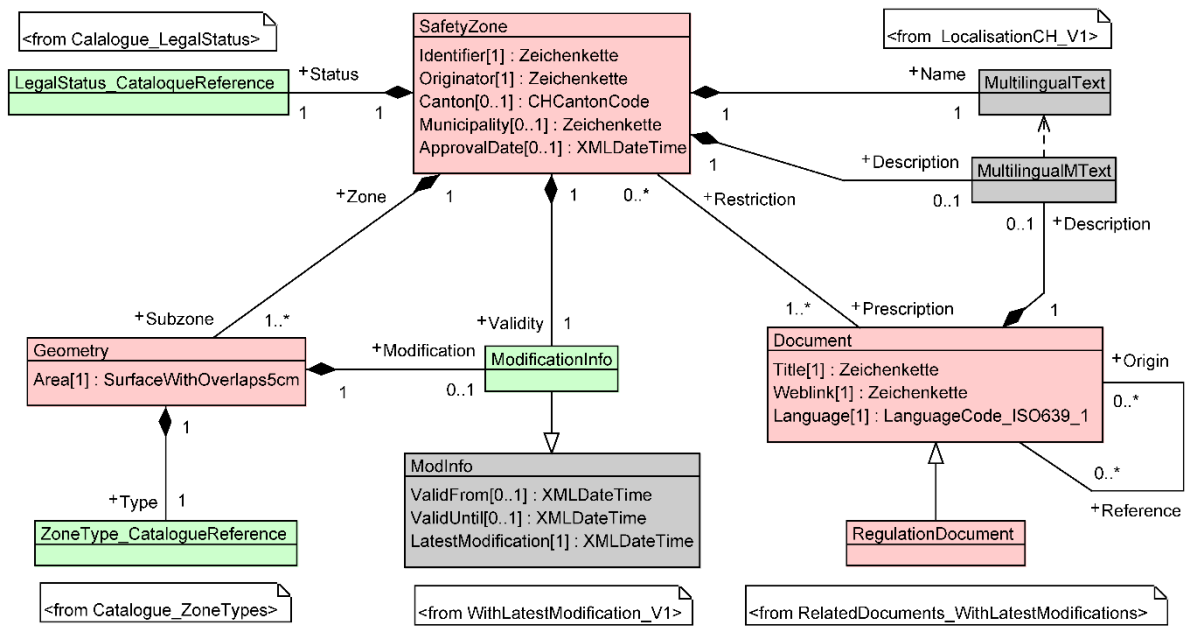 <from Calalogue_LegalStatus>
SafetyZone
Identifier[1] : Zeichenkette
Originator[1] : Zeichenkette
Canton[0..1] : CHCantonCode
Municipality[0..1] : Zeichenkette
ApprovalDate[0..1] : XMLDateTime
<from LocalisationCH_V1>
LegalStatus_CataloqueReference
+Status
1
1
+Name
1
1
MultilingualText
+Description
1
0..1
MultilingualMText
+Zone
1
1
0..*
+Restriction
0..1
+Description
+Subzone
1..*
+Validity
1
1..*
+Prescription
1
Geometry
Area[1] : SurfaceWithOverlaps5cm
+Modification
1
0..1
ModificationInfo
Document
Title[1] : Zeichenkette
Weblink[1] : Zeichenkette
Language[1] : LanguageCode_ISO639_1
+Origin
0..*
0..*
+Reference
1
+Type
1
ZoneType_CatalogueReference
ModInfo
ValidFrom[0..1] : XMLDateTime
ValidUntil[0..1] : XMLDateTime
LatestModification[1] : XMLDateTime
RegulationDocument
<from Catalogue_ZoneTypes>
<from WithLatestModification_V1>
<from RelatedDocuments_WithLatestModifications>